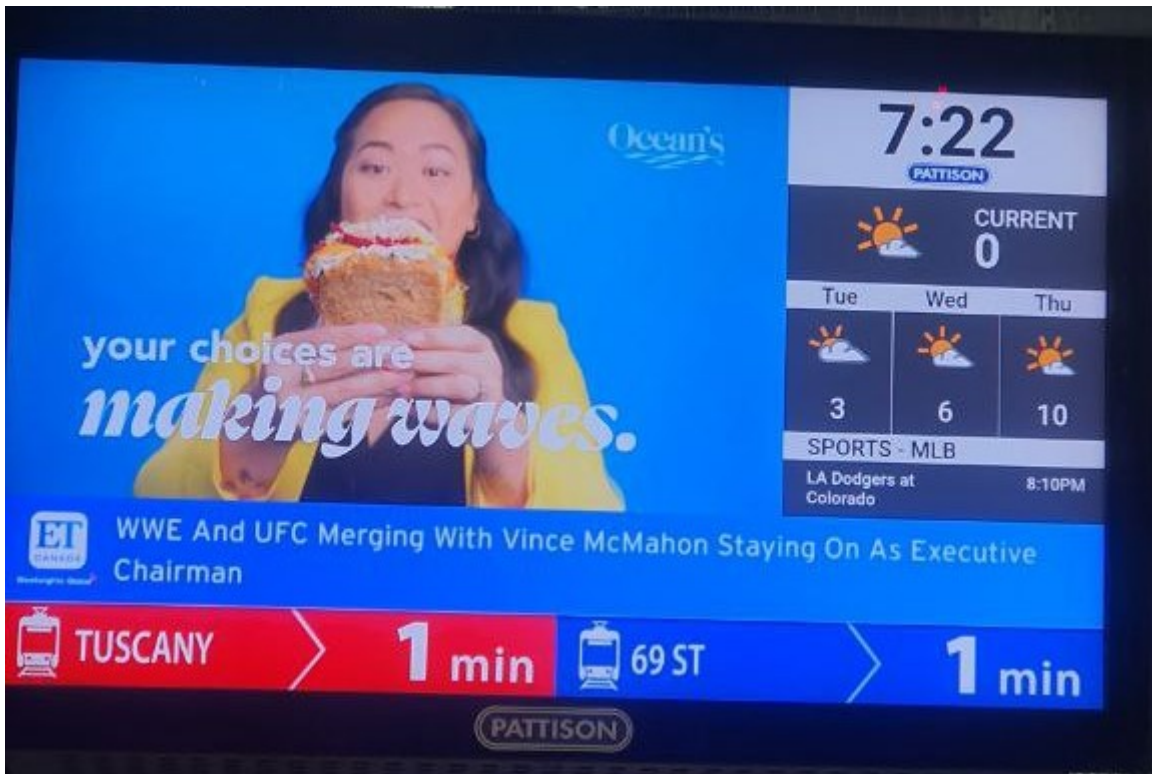 Ocean's
your choices are
making waves.
7:22
PATTISON
CURRENT
0
Tue Wed Thu
3 6 10
SPORTS - MLB
LA Dodgers at 8:10PM
Colorado
ET
CANADA
WWE And UFC Merging With Vince McMahon Staying On As Executive
Chairman
TUSCANY 1 min 69 ST 1 min
PATTISON